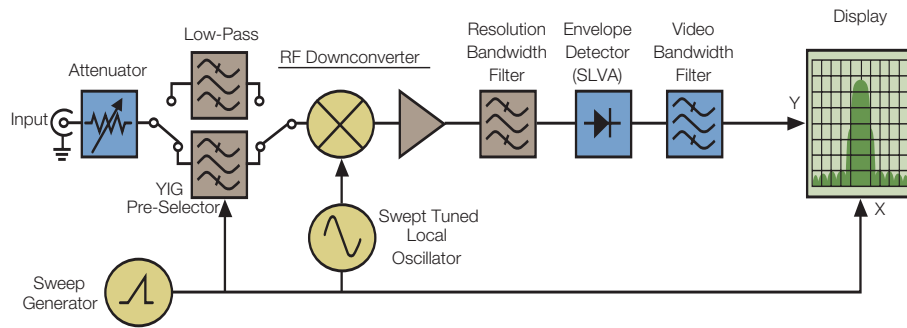 Display
Low-Pass
RF Downconverter
Resolution
Bandwidth
Filter
Envelope
Detector
(SLVA)
Video
Bandwidth
Filter
Attenuator
Input
Y
YIG
Pre-Selector
X
Swept Tuned
Local
Oscillator
Sweep
Generator